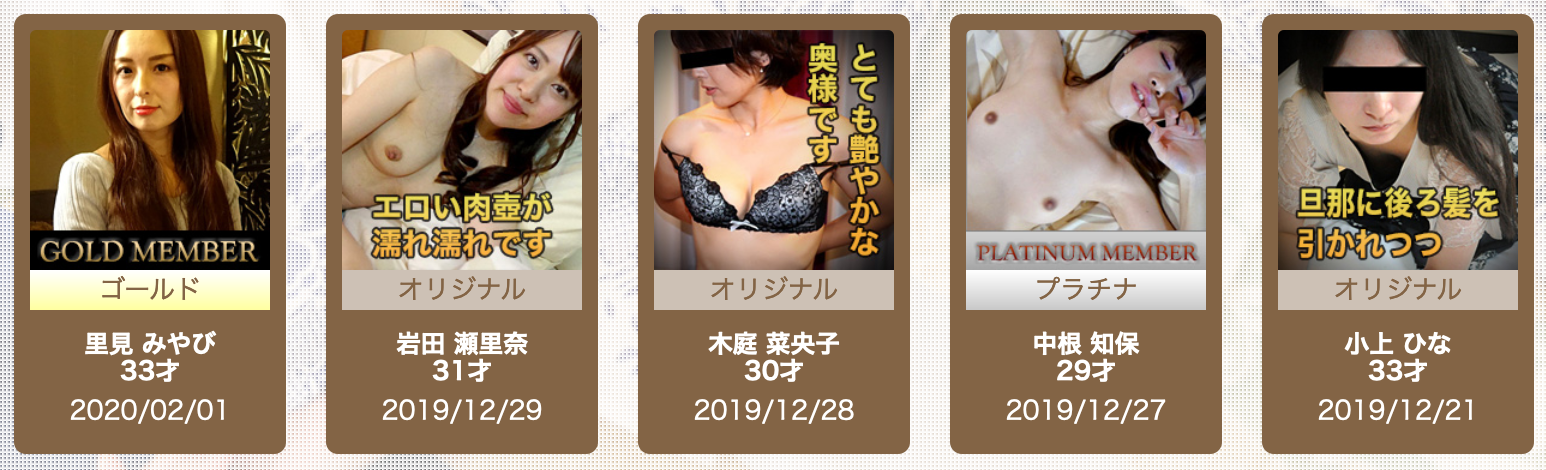 GOLD MEMBER
ゴールド
里見 みやび
33才
2020/02/01
エロい肉壺が
濡れ濡れです
オリジナル
岩田 瀬里奈
31才
2019/12/29
とても艶やかな
奥様です
オリジナル
木庭 菜央子
30才
2019/12/28
PLATINUM MEMBER
プラチナ
中根 知保
29才
2019/12/27
旦那に後ろ髪を
引かれつつ
オリジナル
小上 ひな
33才
2019/12/21